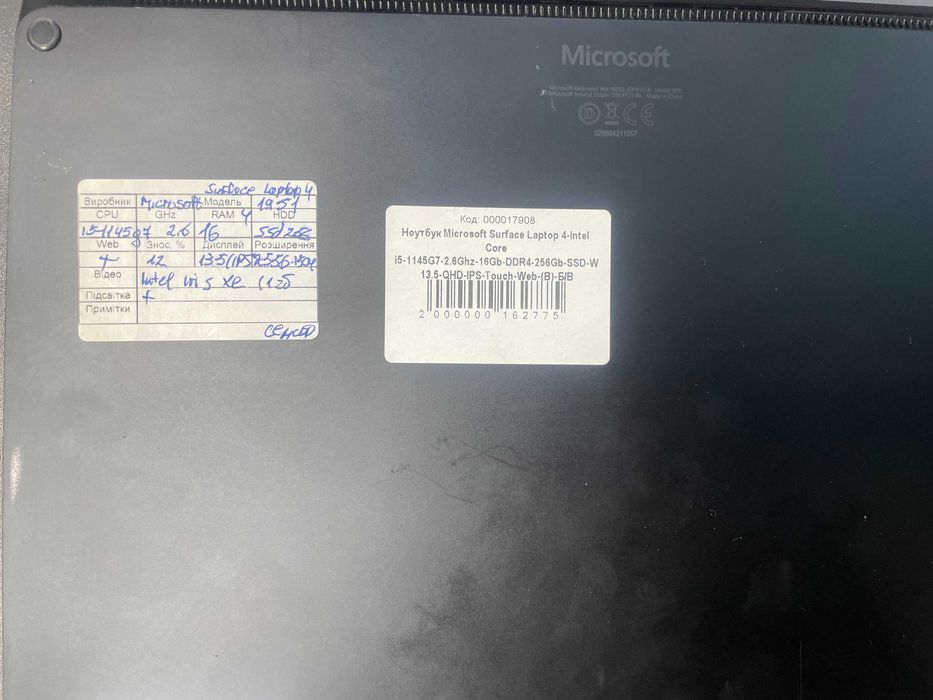 Microsoft
026684211057
Surface Laptop 4
Виробник Microsoft Модель 1951
CPU GHz RAM 4 HDD
i5-1145g7 2.6 16 SSD/256
Web Знос, % Дисплей Розширення
+ 12 13.5(IPS)
Відео Intel iris xe (1гб
Підсвітка +
Примітки
Код: 000017908
Ноутбук Microsoft Surface Laptop 4-Intel
Core
i5-1145G7-2.6Ghz-16Gb-DDR4-256Gb-SSD-W
13.5-QHD-IPS-Touch-Web-(B)-Б/В
2 000000 162775